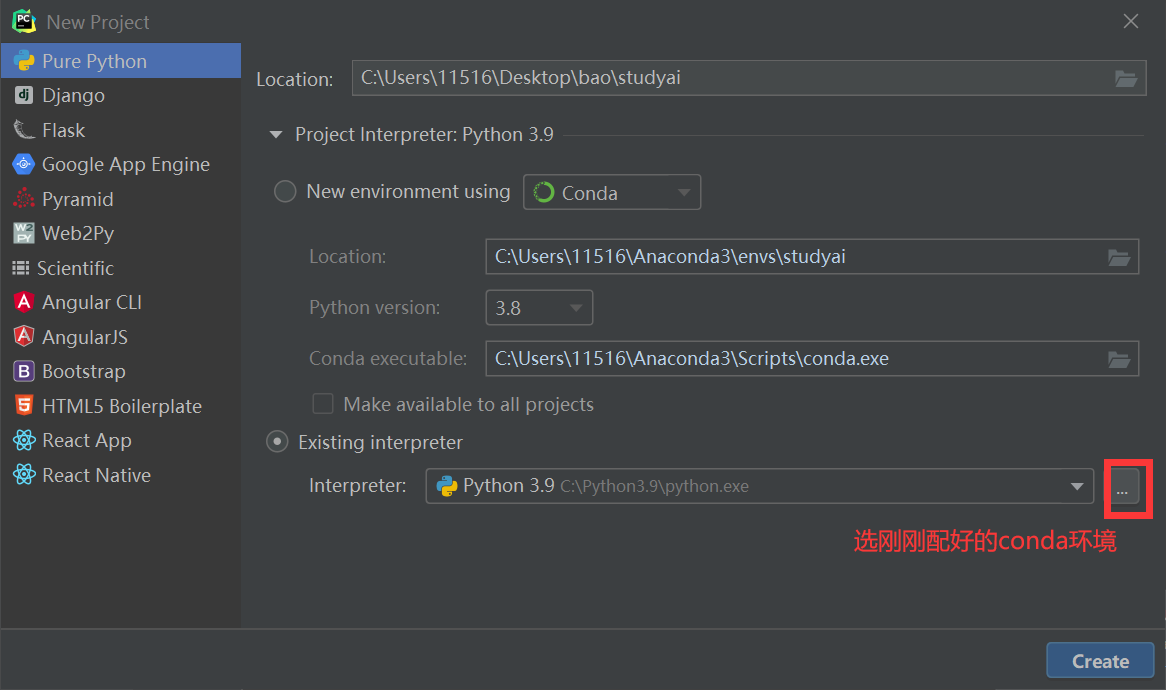 New Project
Pure Python
Django
Flask
Google App Engine
Pyramid
Web2Py
Scientific
Angular CLI
AngularJS
Bootstrap
HTML5 Boilerplate
React App
React Native
Location: C:\Users\11516\Desktop\bao\studyai
Project Interpreter: Python 3.9
New environment using Conda
Location: C:\Users\11516\Anaconda3\envs\studyai
Python version: 3.8
Conda executable: C:\Users\11516\Anaconda3\Scripts\conda.exe
Make available to all projects
Existing interpreter
Interpreter: Python 3.9 C:\Python3.9\python.exe ...
选刚刚配好的conda环境
Create